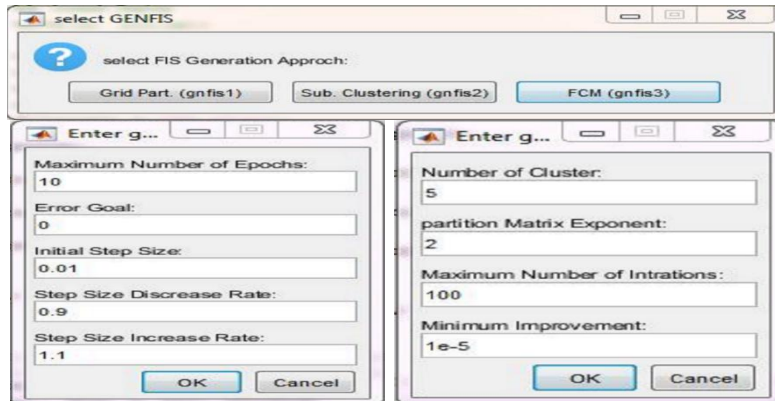 select GENFIS
select FIS Generation Approch:
Grid Part. (gnfis1) Sub. Clustering (gnfis2) FCM (gnfis3)
Enter g...
Maximum Number of Epochs:
10
Error Goal:
0
Initial Step Size:
0.01
Step Size Discrease Rate:
0.9
Step Size Increase Rate:
1.1
OK Cancel
Enter g...
Number of Cluster:
5
partition Matrix Exponent:
2
Maximum Number of Intrations:
100
Minimum Improvement:
1e-5
OK Cancel